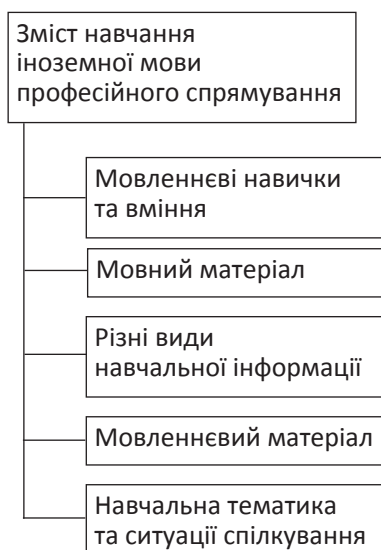 Зміст навчання
іноземної мови
професійного спрямування
Мовленнєві навички
та вміння
Мовний матеріал
Різні види
навчальної інформації
Мовленнєвий матеріал
Навчальна тематика
та ситуації спілкування